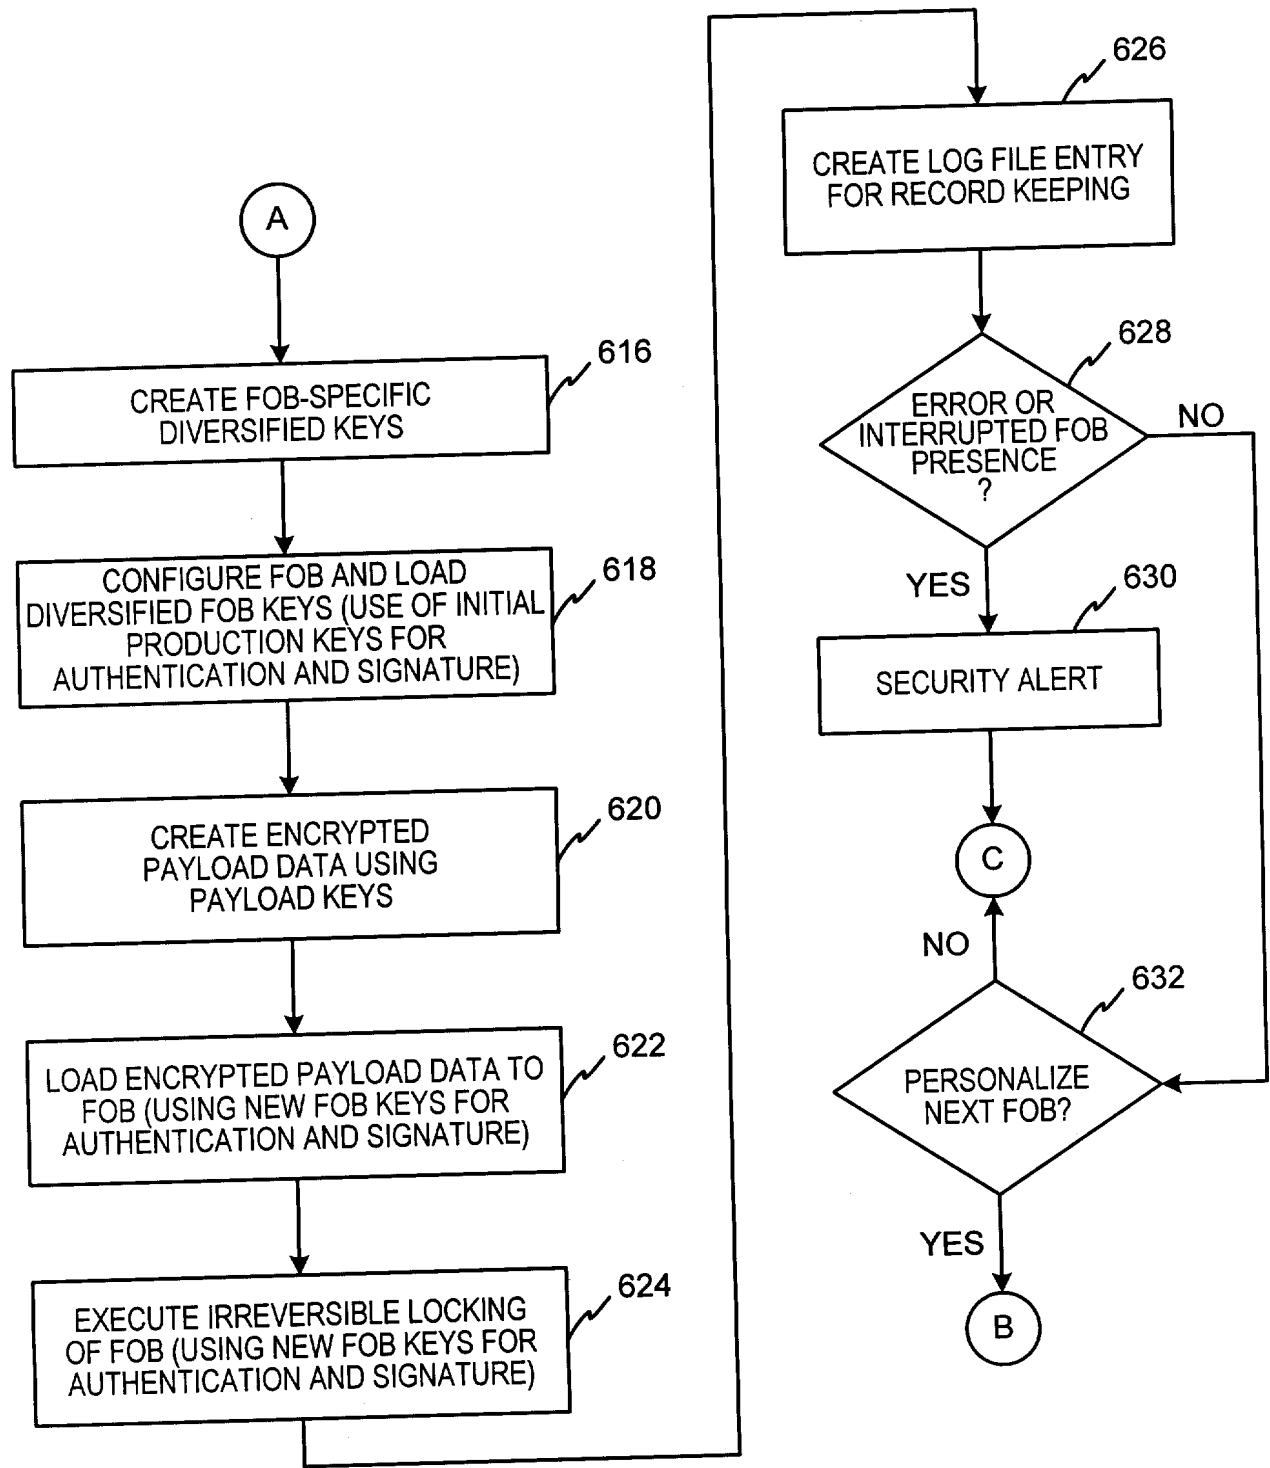 A
616
CREATE FOB-SPECIFIC
DIVERSIFIED KEYS
618
CONFIGURE FOB AND LOAD
DIVERSIFIED FOB KEYS (USE OF INITIAL
PRODUCTION KEYS FOR
AUTHENTICATION AND SIGNATURE)
620
CREATE ENCRYPTED
PAYLOAD DATA USING
PAYLOAD KEYS
622
LOAD ENCRYPTED PAYLOAD DATA TO
FOB (USING NEW FOB KEYS FOR
AUTHENTICATION AND SIGNATURE)
624
EXECUTE IRREVERSIBLE LOCKING
OF FOB (USING NEW FOB KEYS FOR
AUTHENTICATION AND SIGNATURE)
626
CREATE LOG FILE ENTRY
FOR RECORD KEEPING
628
ERROR OR
INTERRUPTED FOB
PRESENCE
?
NO
YES
630
SECURITY ALERT
C
NO
632
PERSONALIZE
NEXT FOB?
YES
B